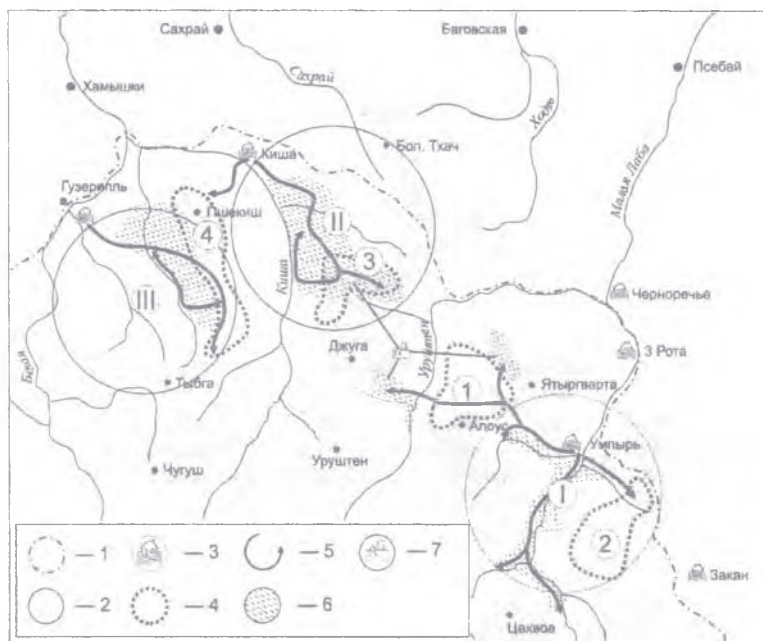 Сахрай
Баговская
Псебай
Хамышки
Сахрай
Ходзь
Бол. Тхач
Малая Лаба
Киша
Гузерипль
Пшекиш
II
4
3
III
Киша
Черноречье
Уруштен
3 Рота
Джуга
Белая
Тыбга
1
Ятыргварта
Алоус
Умпырь
Уруштен
Чугуш
I
2
Закан
Цахвоа
— 1
— 3
— 5
— 7
— 2
— 4
— 6